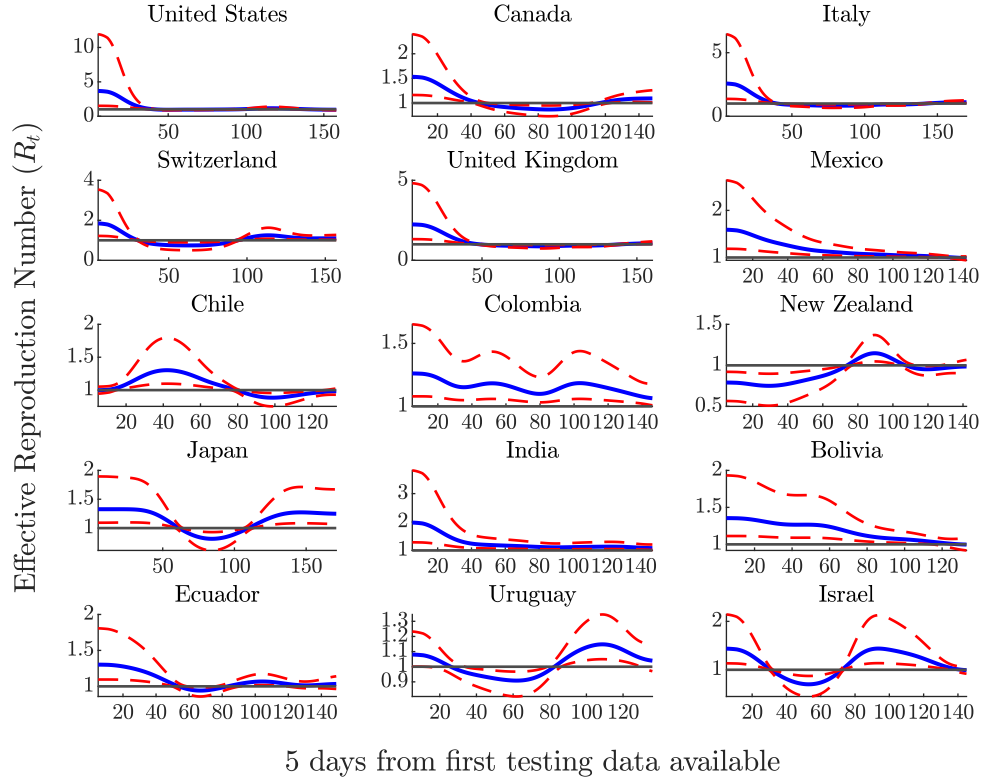 Effective Reproduction Number (Rₜ)
United States
10
5
0
50
100
150
Canada
2
1.5
1
20 40 60 80 100 120 140
Italy
5
0
50
100
150
Switzerland
4
2
0
50
100
150
United Kingdom
5
0
50
100
150
Mexico
2
1
20 40 60 80 100 120 140
Chile
2
1.5
1
20 40 60 80 100 120
Colombia
1.5
1
20 40 60 80 100 120 140
New Zealand
1.5
1
0.5
20 40 60 80 100 120 140
Japan
2
1.5
1
50
100
150
India
3
2
1
20 40 60 80 100 120 140
Bolivia
2
1.5
1
20 40 60 80 100 120
Ecuador
2
1.5
1
20 40 60 80 100 120 140
Uruguay
1.3
1.2
1.1
1
0.9
20 40 60 80 100 120
Israel
2
1
20 40 60 80 100 120 140
5 days from first testing data available